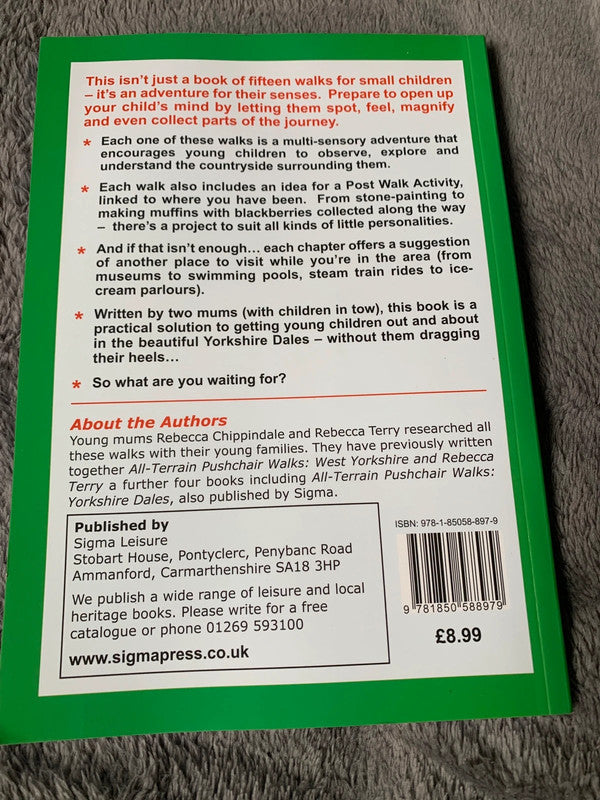 This isn't just a book of fifteen walks for small children
– it's an adventure for their senses. Prepare to open up
your child's mind by letting them spot, feel, magnify
and even collect parts of the journey.
* Each one of these walks is a multi-sensory adventure that
encourages young children to observe, explore and
understand the countryside surrounding them.
* Each walk also includes an idea for a Post Walk Activity,
linked to where you have been. From stone-painting to
making muffins with blackberries collected along the way
– there's a project to suit all kinds of little personalities.
* And if that isn't enough... each chapter offers a suggestion
of another place to visit while you're in the area (from
museums to swimming pools, steam train rides to ice-
cream parlours).
* Written by two mums (with children in tow), this book is a
practical solution to getting young children out and about
in the beautiful Yorkshire Dales – without them dragging
their heels...
* So what are you waiting for?
About the Authors
Young mums Rebecca Chippindale and Rebecca Terry researched all
these walks with their young families. They have previously written
together All-Terrain Pushchair Walks: West Yorkshire and Rebecca
Terry a further four books including All-Terrain Pushchair Walks:
Yorkshire Dales, also published by Sigma.
Published by
Sigma Leisure
Stobart House, Pontyclerc, Penybanc Road
Ammanford, Carmarthenshire SA18 3HP
We publish a wide range of leisure and local
heritage books. Please write for a free
catalogue or phone 01269 593100
www.sigmapress.co.uk
ISBN: 978-1-85058-897-9
9 781850 588979
£8.99